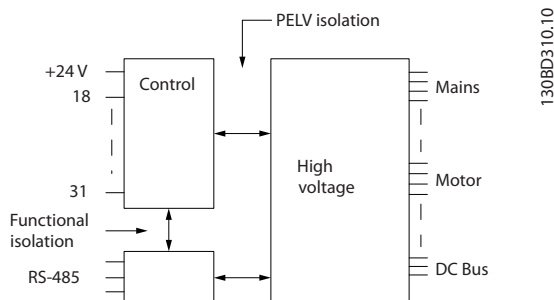 PELV isolation
130BD310.10
+24 V
Control
Mains
18
High
voltage
31
Motor
Functional
isolation
RS-485
DC Bus